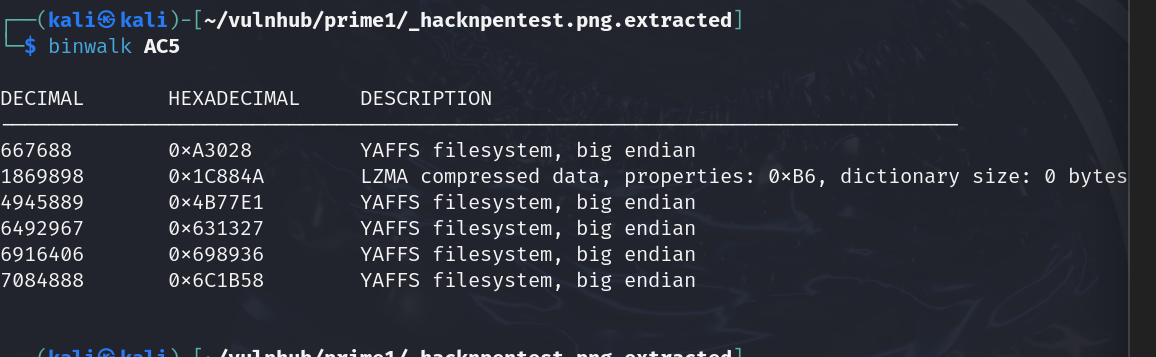 ┌──(kali㉿kali)-[~/vulnhub/prime1/_hacknpentest.png.extracted]
└─$ binwalk AC5
DECIMAL       HEXADECIMAL     DESCRIPTION
--------------------------------------------------------------------------------
667688        0×A3028         YAFFS filesystem, big endian
1869898       0×1C884A        LZMA compressed data, properties: 0×B6, dictionary size: 0 bytes
4945889       0×4B77E1        YAFFS filesystem, big endian
6492967       0×631327        YAFFS filesystem, big endian
6916406       0×698936        YAFFS filesystem, big endian
7084888       0×6C1B58        YAFFS filesystem, big endian
┌──(kali㉿kali)-[~/vulnhub/prime1/_hacknpentest.png.extracted]